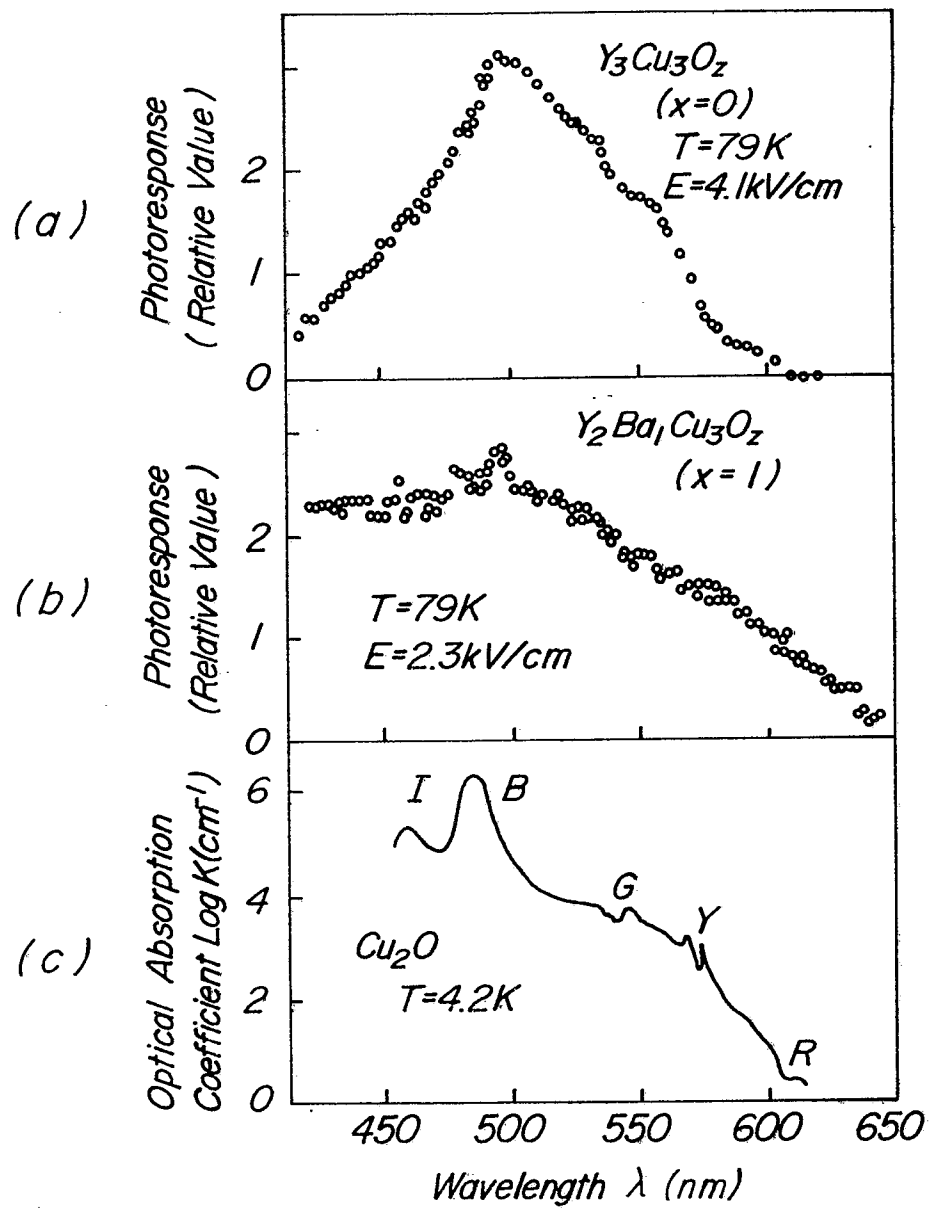 (a)
Photoresponse
(Relative Value)
2
1
0
Y₃Cu₃O_z
(x=0)
T=79K
E=4.1kV/cm
(b)
Photoresponse
(Relative Value)
2
1
0
Y₂Ba₁Cu₃O_z
(x=1)
T=79K
E=2.3kV/cm
(c)
Optical Absorption
Coefficient Log K(cm⁻¹)
6
4
2
0
I
B
G
Y
R
Cu₂O
T=4.2K
450 500 550 600 650
Wavelength λ (nm)